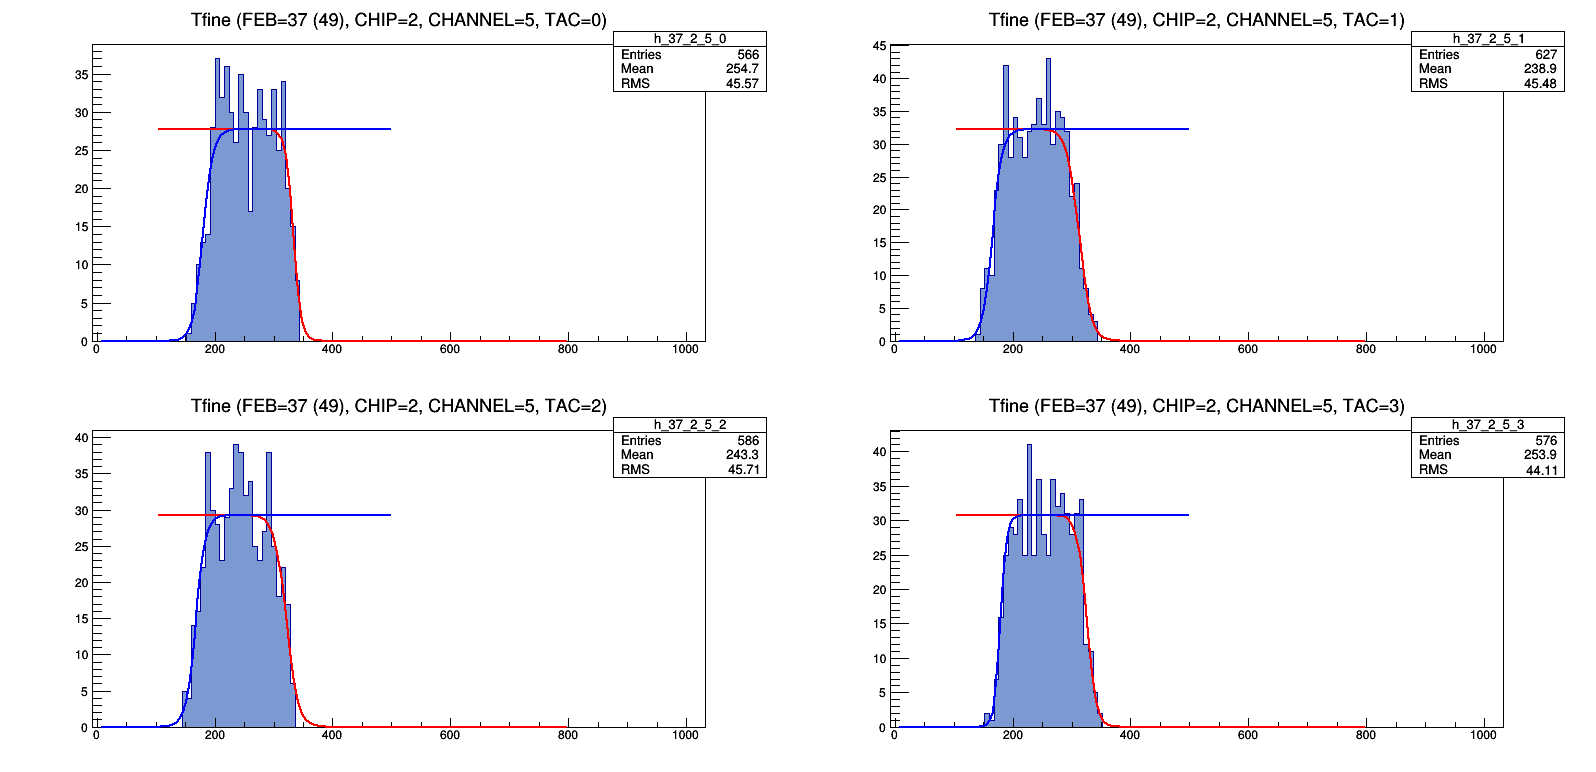 Tfine (FEB=37 (49), CHIP=2, CHANNEL=5, TAC=0)
h_37_2_5_0
Entries 566
Mean 254.7
RMS 45.57
35
30
25
20
15
10
5
0
0 200 400 600 800 1000
Tfine (FEB=37 (49), CHIP=2, CHANNEL=5, TAC=1)
h_37_2_5_1
Entries 627
Mean 238.9
RMS 45.48
45
40
35
30
25
20
15
10
5
0
0 200 400 600 800 1000
Tfine (FEB=37 (49), CHIP=2, CHANNEL=5, TAC=2)
h_37_2_5_2
Entries 586
Mean 243.3
RMS 45.71
40
35
30
25
20
15
10
5
0
0 200 400 600 800 1000
Tfine (FEB=37 (49), CHIP=2, CHANNEL=5, TAC=3)
h_37_2_5_3
Entries 576
Mean 253.9
RMS 44.11
40
35
30
25
20
15
10
5
0
0 200 400 600 800 1000